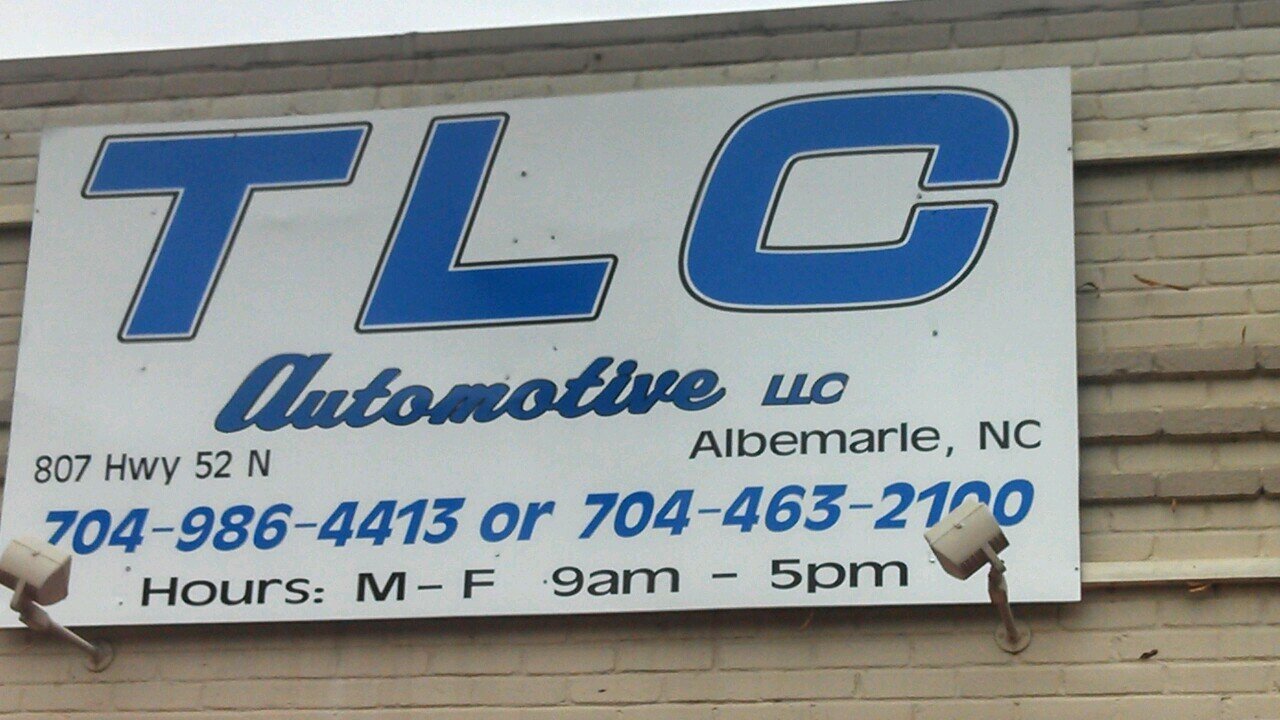 TLC
Automotive LLC
807 Hwy 52 N Albemarle, NC
704-986-4413 or 704-463-2100
Hours: M - F 9am - 5pm